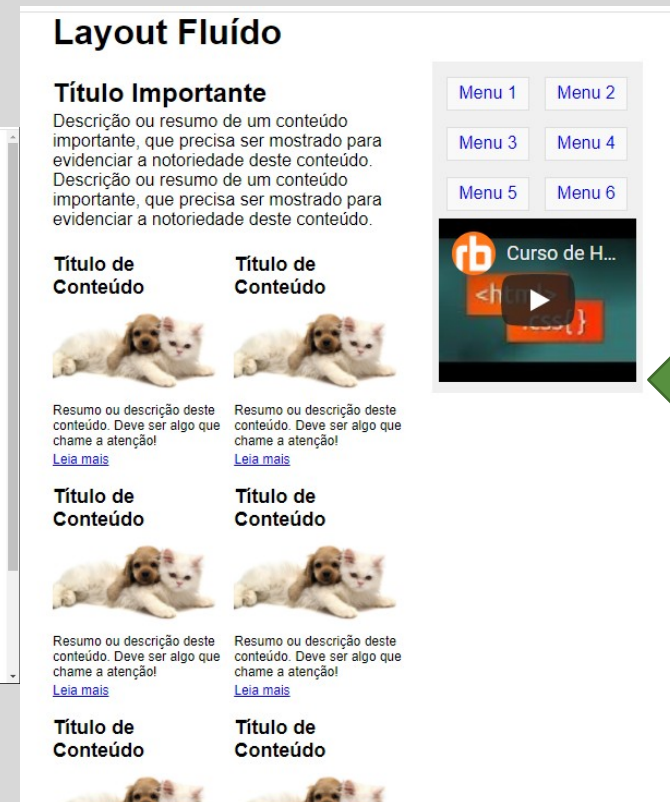 Layout Fluído
Título Importante
Descrição ou resumo de um conteúdo
importante, que precisa ser mostrado para
evidenciar a notoriedade deste conteúdo.
Descrição ou resumo de um conteúdo
importante, que precisa ser mostrado para
evidenciar a notoriedade deste conteúdo.
Título de
Conteúdo
Resumo ou descrição deste
conteúdo. Deve ser algo que
chame a atenção!
Leia mais
Título de
Conteúdo
Resumo ou descrição deste
conteúdo. Deve ser algo que
chame a atenção!
Leia mais
Título de
Conteúdo
Resumo ou descrição deste
conteúdo. Deve ser algo que
chame a atenção!
Leia mais
Título de
Conteúdo
Resumo ou descrição deste
conteúdo. Deve ser algo que
chame a atenção!
Leia mais
Título de
Conteúdo
Título de
Conteúdo
Menu 1 Menu 2
Menu 3 Menu 4
Menu 5 Menu 6
rb Curso de H...
<html>
.css{ }